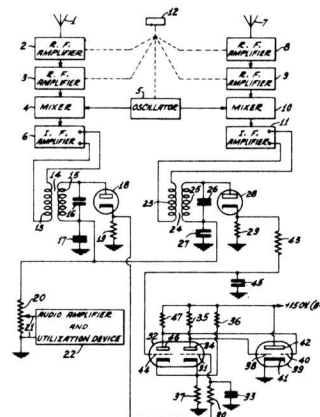 12
1
7
2
R. F.
AMPLIFIER
R. F.
AMPLIFIER
8
3
R. F.
AMPLIFIER
R. F.
AMPLIFIER
9
5
4
MIXER
OSCILLATOR
MIXER
10
6
I. F.
AMPLIFIER
11
I. F.
AMPLIFIER
14
15
18
25
26
28
13
16
23
24
17
19
27
29
43
20
45
21
AUDIO AMPLIFIER
AND
UTILIZATION DEVICE
22
47
35
36
+150V(B+)
32
46
34
42
44
31
38
40
39
41
37
33